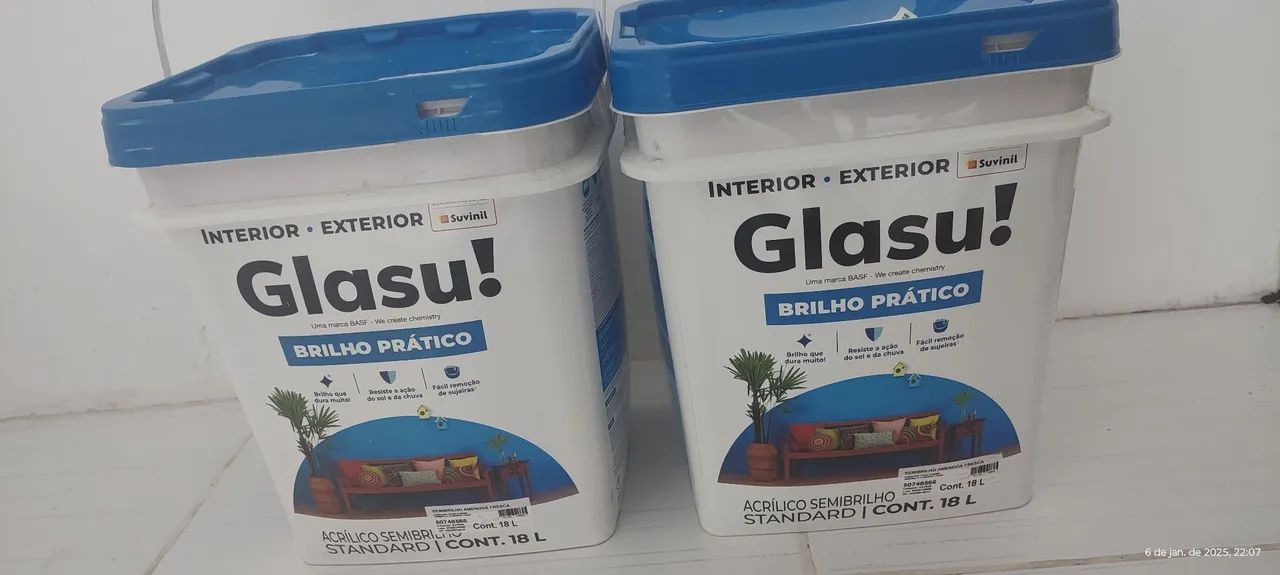 INTERIOR • EXTERIOR
Suvinil
Glasu!
Uma marca BASF - We create chemistry
BRILHO PRÁTICO
Brilho que
dura muito!
Resiste a ação
do sol e da chuva
Fácil remoção
de sujeiras¹
SEMIBRILHO AMENDOA FRESCA
50748566
Cont. 18 L
ACRÍLICO SEMIBRILHO
STANDARD | CONT. 18 L
INTERIOR • EXTERIOR
Suvinil
Glasu!
Uma marca BASF - We create chemistry
BRILHO PRÁTICO
Brilho que
dura muito!
Resiste a ação
do sol e da chuva
Fácil remoção
de sujeiras¹
SEMIBRILHO AMENDOA FRESCA
50748566
Cont. 18 L
ACRÍLICO SEMIBRILHO
STANDARD | CONT. 18 L
6 de jan. de 2025, 22:07